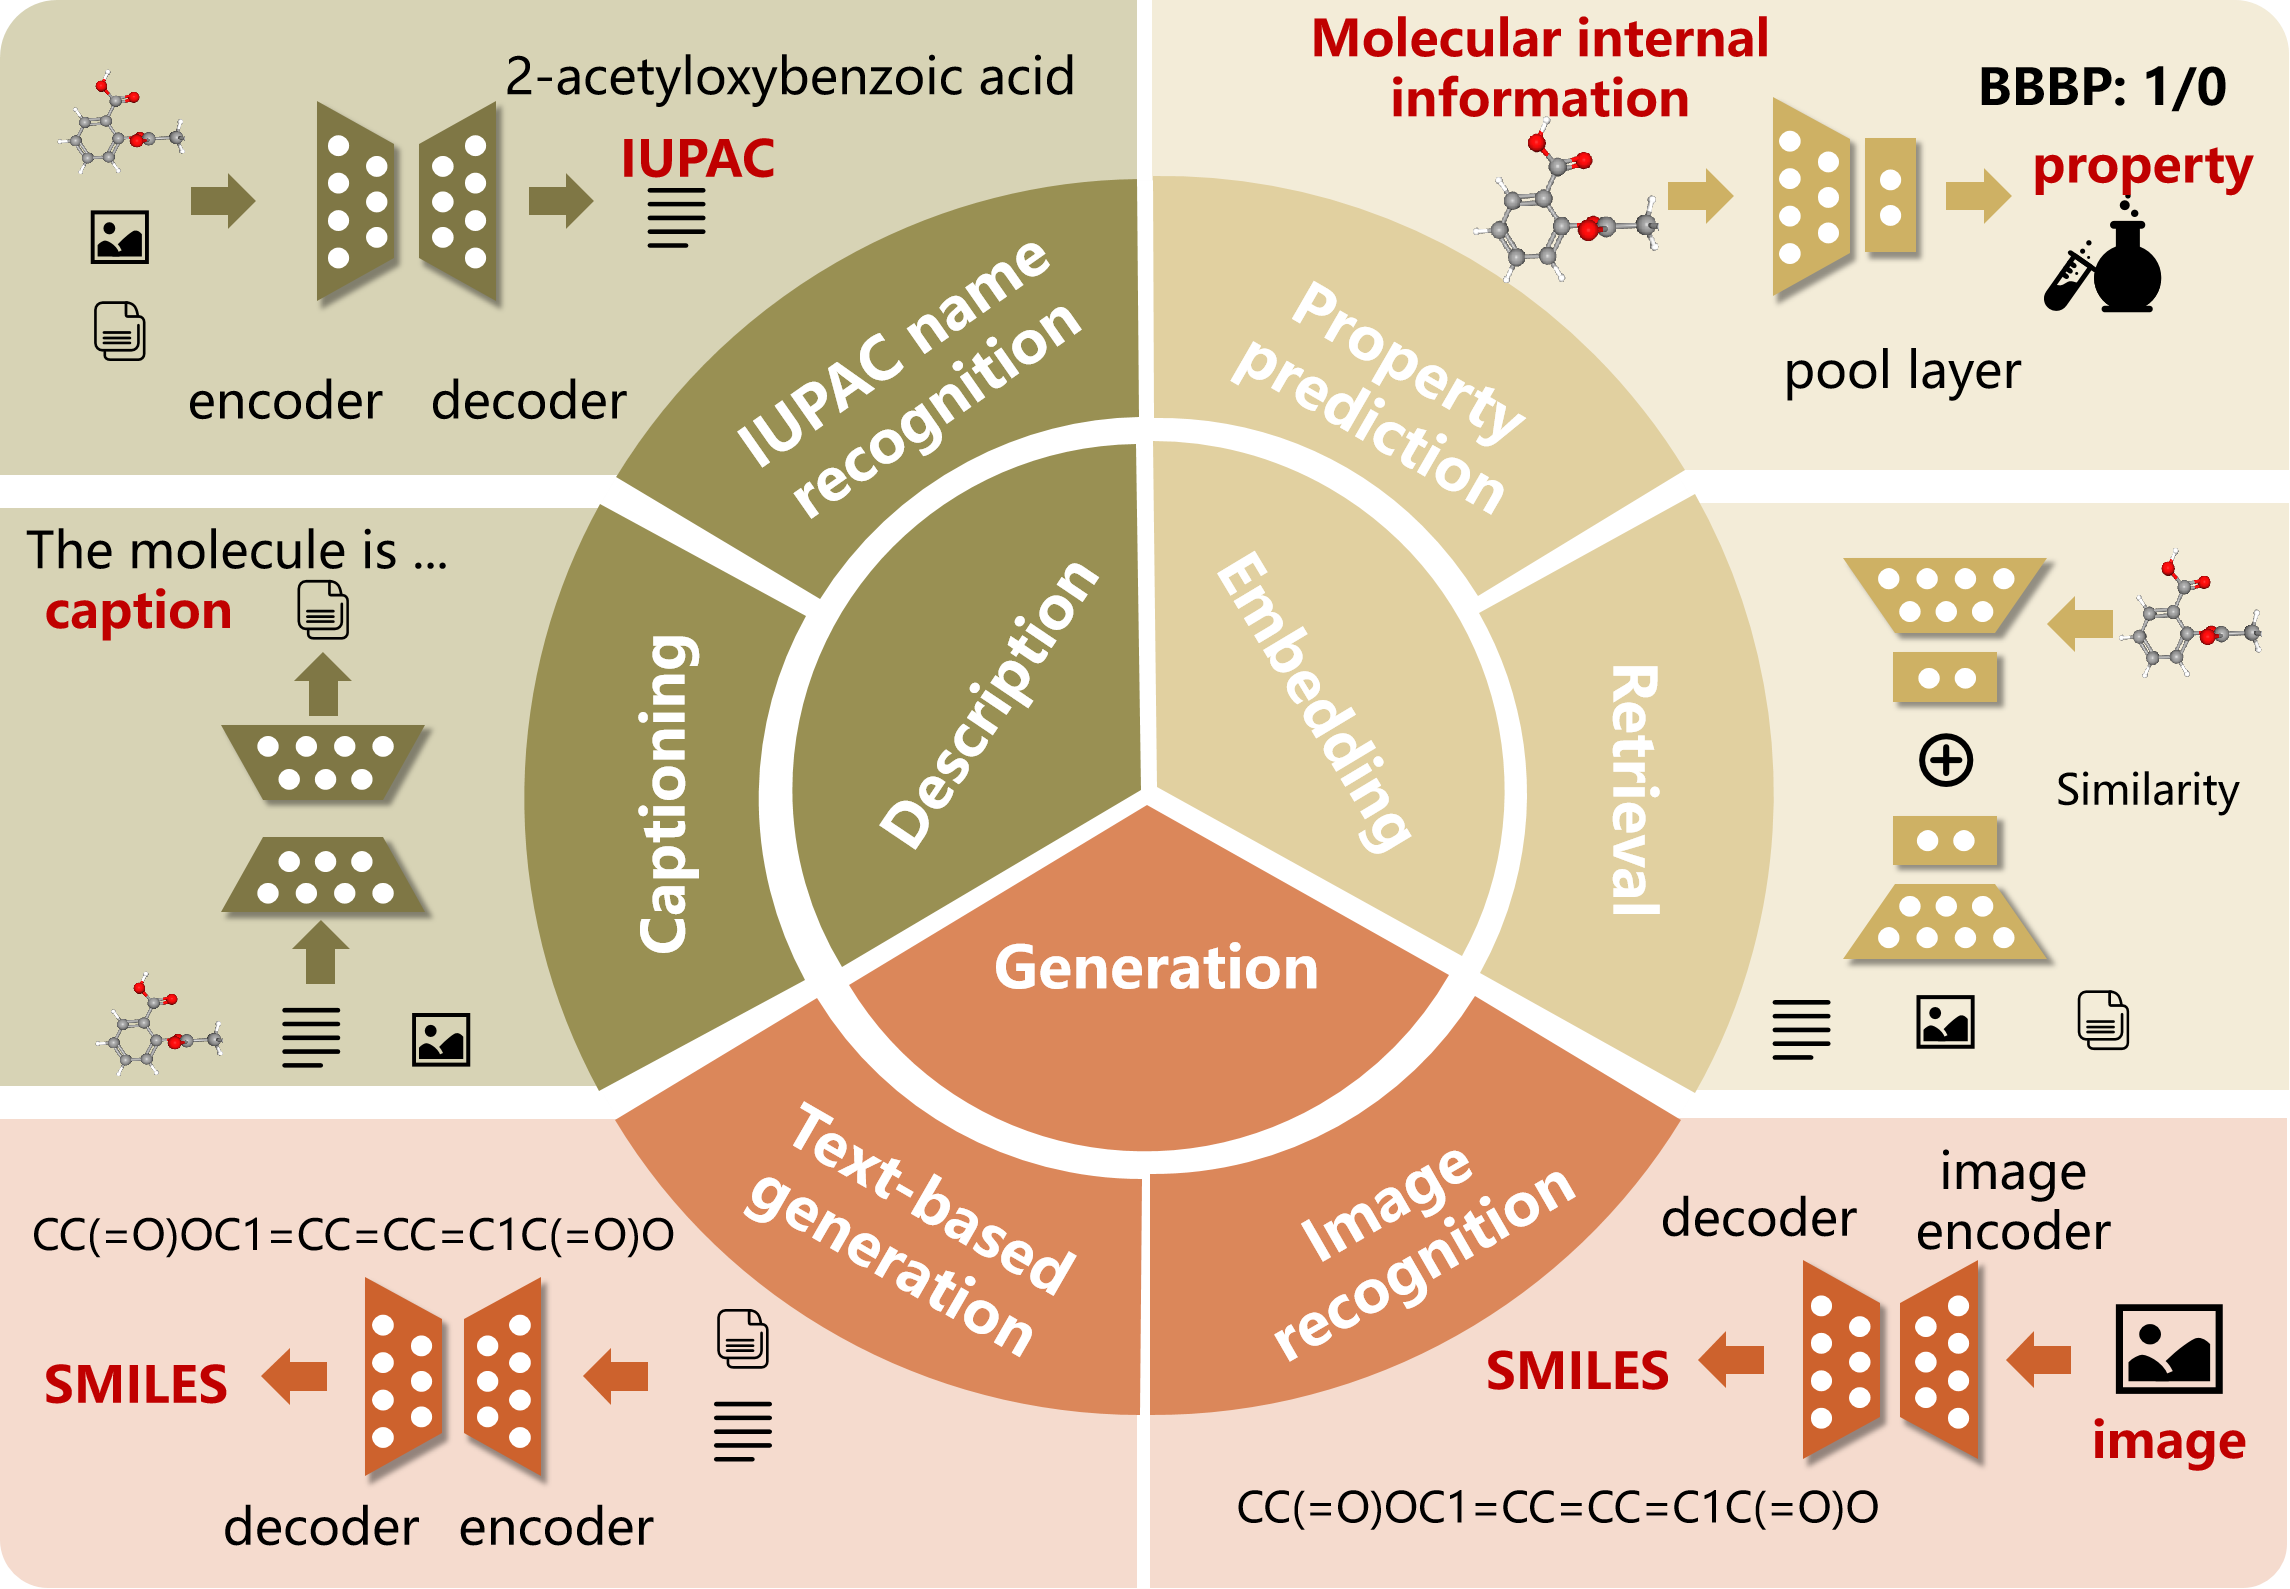 2-acetyloxybenzoic acid
IUPAC
encoder
decoder
IUPAC name
recognition
Molecular internal
information
BBBP: 1/0
property
pool layer
Property
prediction
The molecule is ...
caption
Captioning
Description
Embedding
Retrieval
Similarity
Generation
Text-based
generation
CC(=O)OC1=CC=CC=C1C(=O)O
SMILES
decoder
encoder
Image
recognition
decoder
image
encoder
SMILES
image
CC(=O)OC1=CC=CC=C1C(=O)O